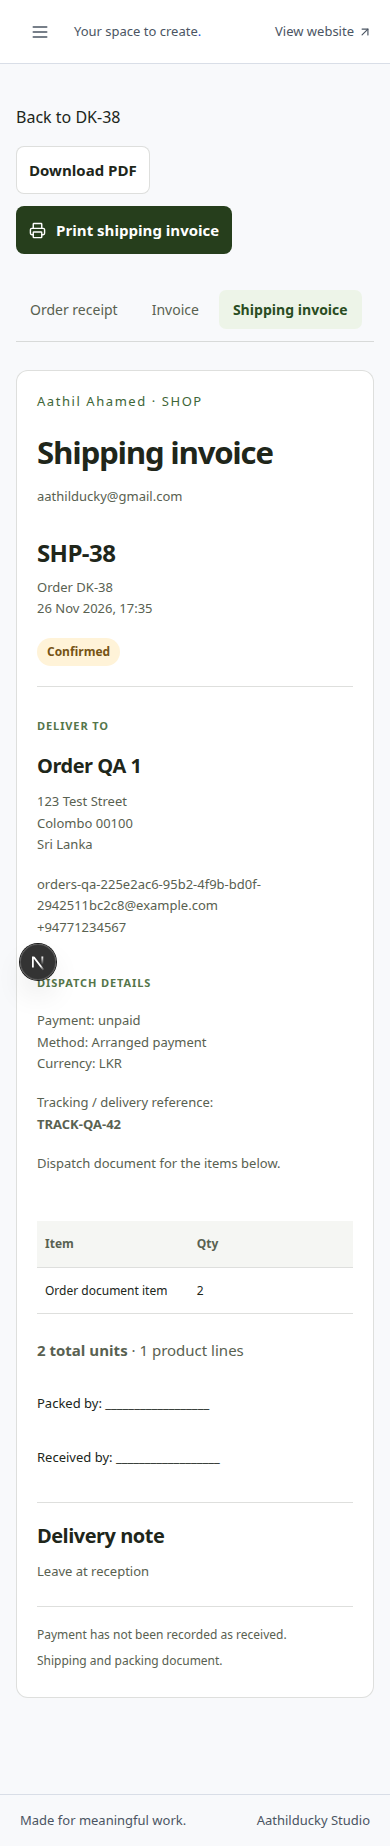 Your space to create.
View website
Back to DK-38
Download PDF
Print shipping invoice
Order receipt
Invoice
Shipping invoice
Aathil Ahamed · SHOP
Shipping invoice
aathilducky@gmail.com
SHP-38
Order DK-38
26 Nov 2026, 17:35
Confirmed
DELIVER TO
Order QA 1
123 Test Street
Colombo 00100
Sri Lanka
orders-qa-225e2ac6-95b2-4f9b-bd0f-
2942511bc2c8@example.com
+94771234567
N
DISPATCH DETAILS
Payment: unpaid
Method: Arranged payment
Currency: LKR
Tracking / delivery reference:
TRACK-QA-42
Dispatch document for the items below.
Item Qty
Order document item 2
2 total units · 1 product lines
Packed by: __________________
Received by: __________________
Delivery note
Leave at reception
Payment has not been recorded as received.
Shipping and packing document.
Made for meaningful work.
Aathilducky Studio